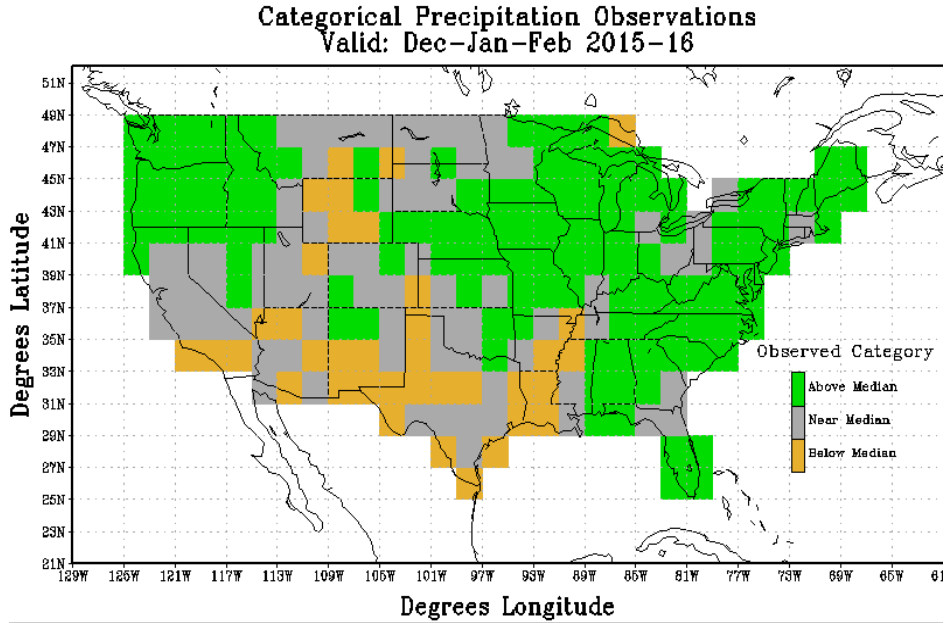 Categorical Precipitation Observations
Valid: Dec-Jan-Feb 2015-16
Degrees Latitude
51N
49N
47N
45N
43N
41N
39N
37N
35N
33N
31N
29N
27N
25N
23N
21N
Observed Category
Above Median
Near Median
Below Median
129W 125W 121W 117W 113W 109W 105W 101W 97W 93W 89W 85W 81W 77W 73W 69W 65W 61
Degrees Longitude